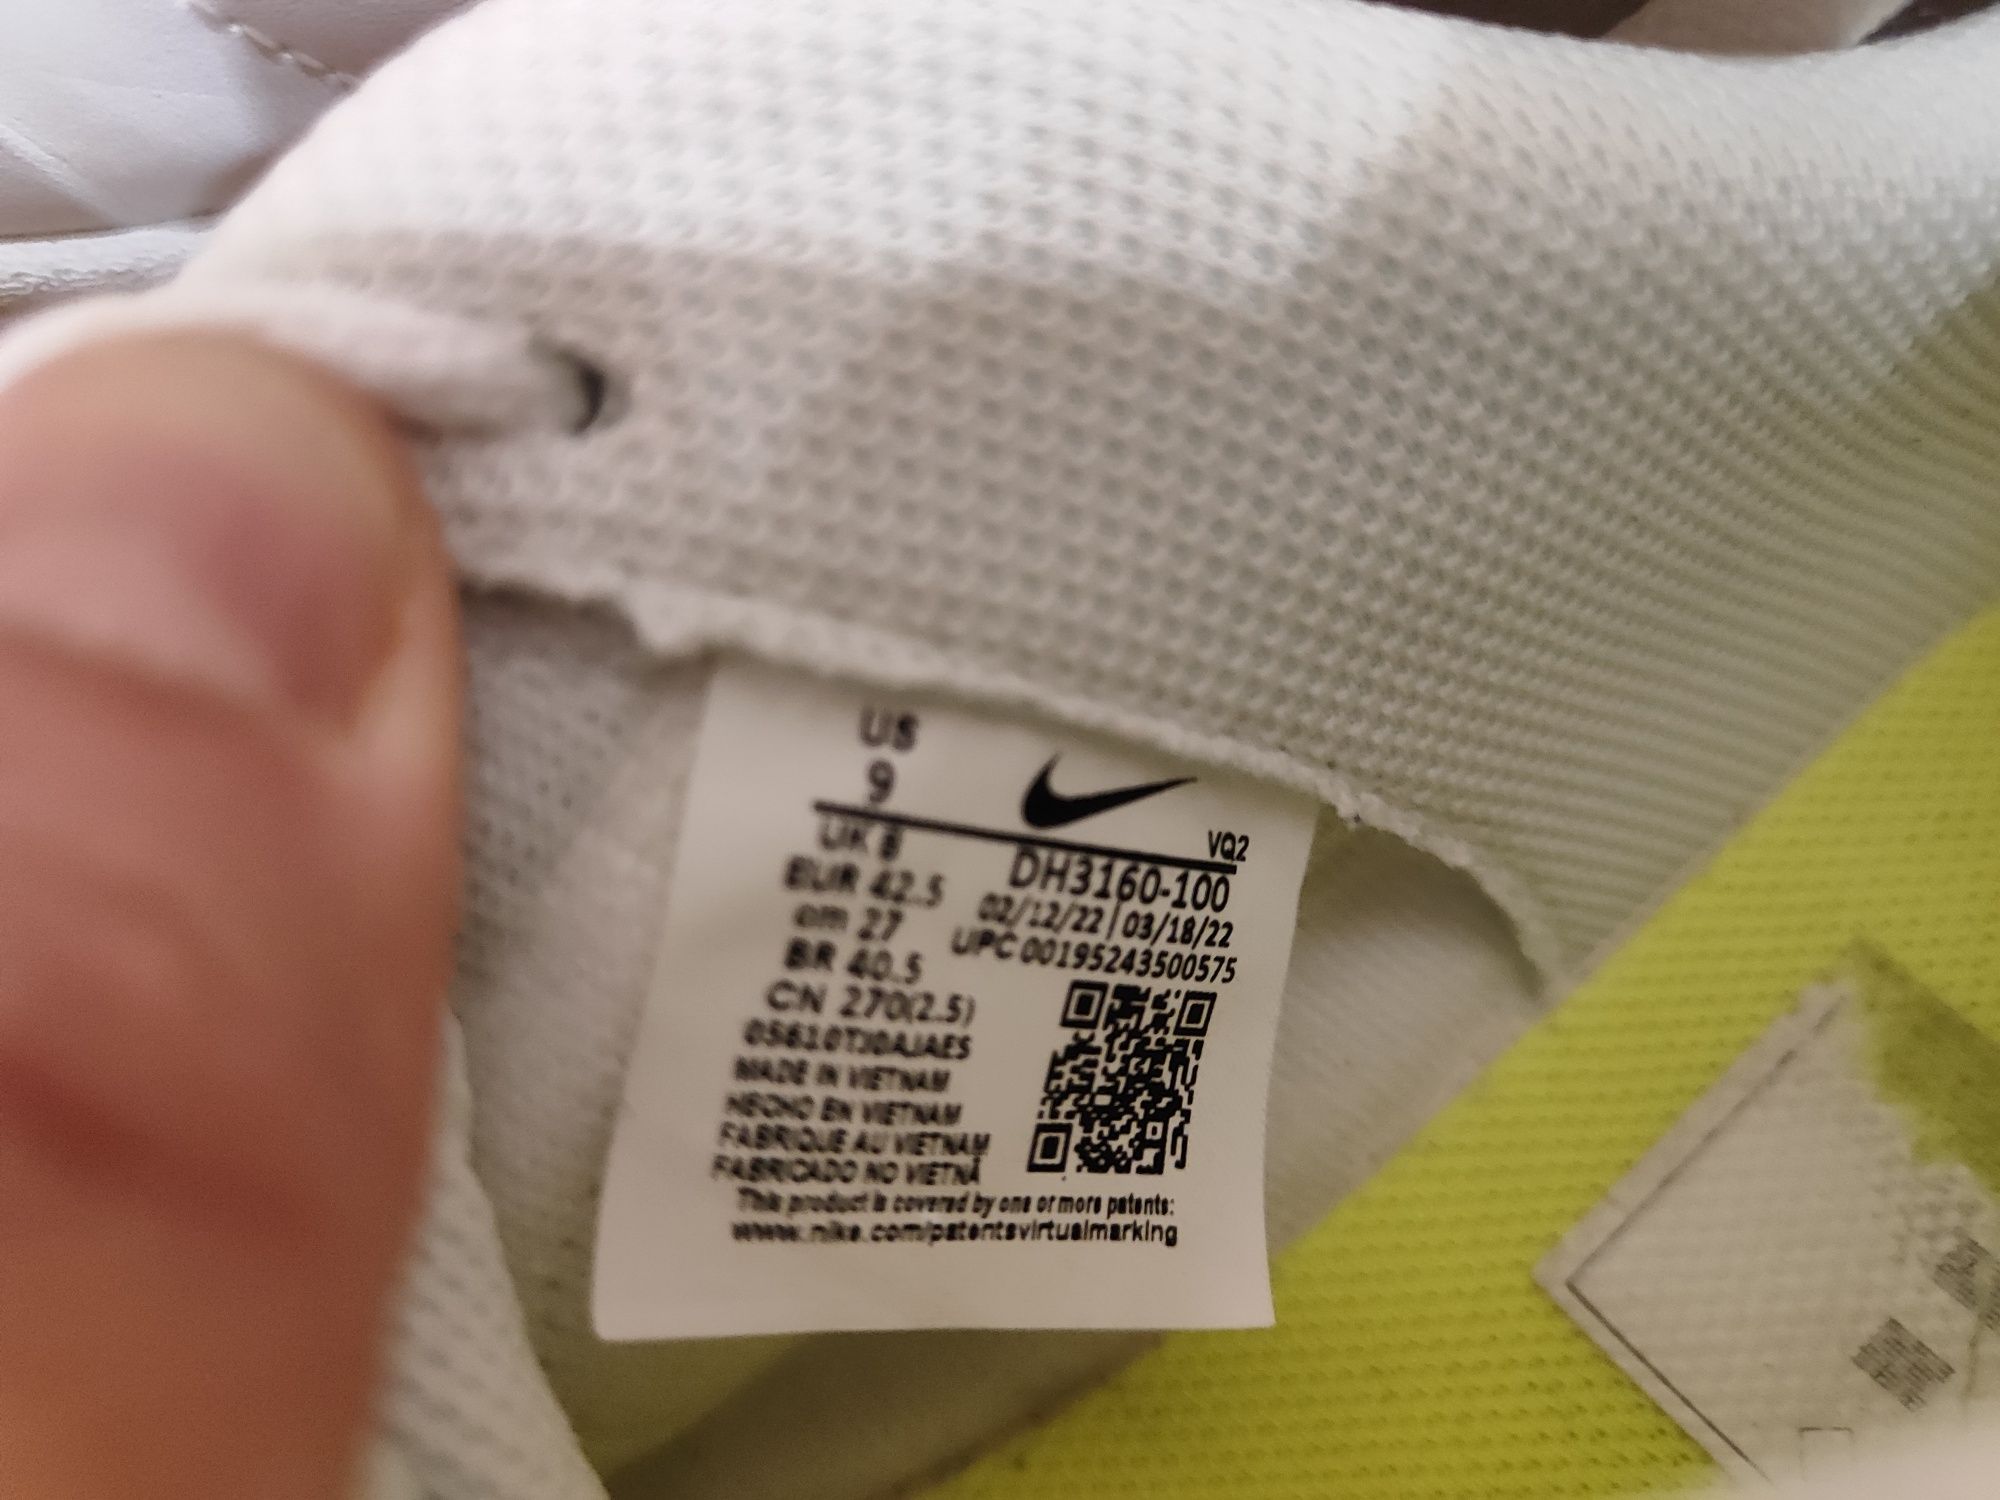 US
9
VQ2
UK 8
DH3160-100
EUR 42.5
02/12/22 | 03/18/22
cm 27
UPC 00195243500575
BR 40.5
CN 270(2.5)
05610TJ0AJAES
MADE IN VIETNAM
HECHO EN VIETNAM
FABRIQUE AU VIETNAM
FABRICADO NO VIETNÃ
This product is covered by one or more patents:
www.nike.com/patentsvirtualmarking